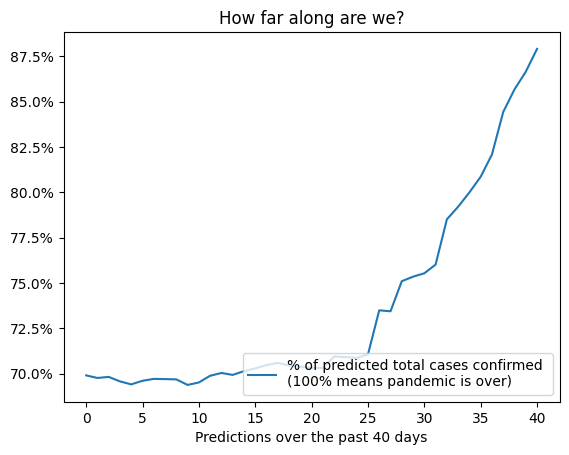 How far along are we?
87.5%
85.0%
82.5%
80.0%
77.5%
75.0%
72.5%
70.0%
% of predicted total cases confirmed
(100% means pandemic is over)
0 5 10 15 20 25 30 35 40
Predictions over the past 40 days